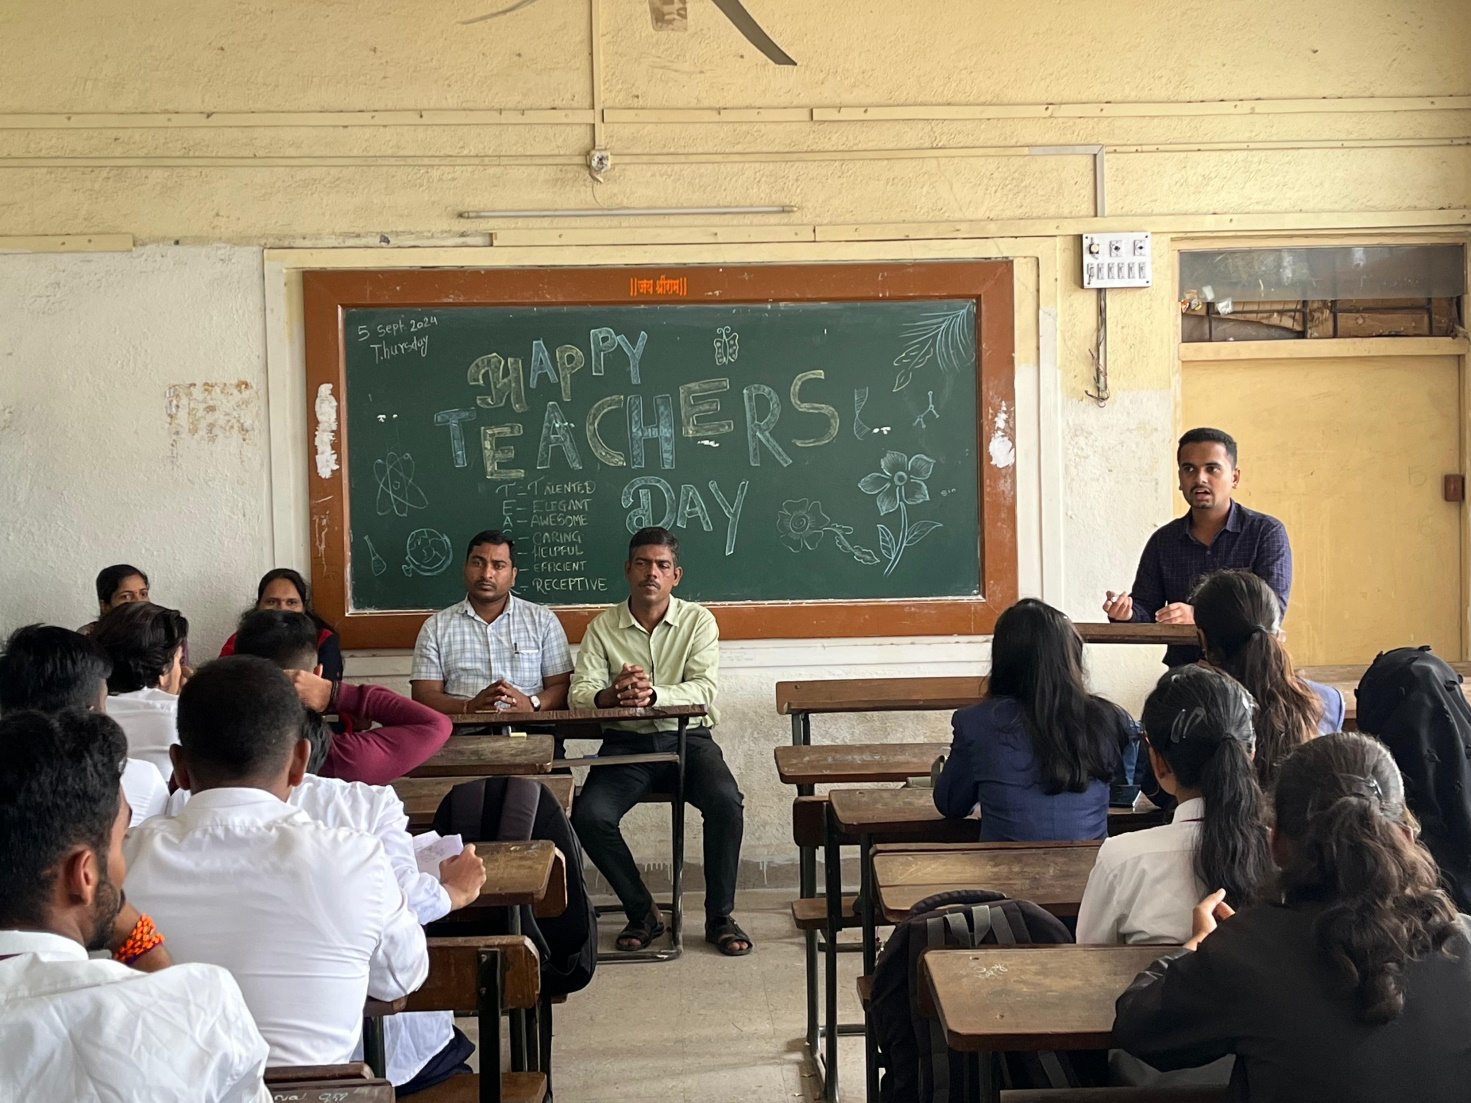 ||जय श्रीराम||
5 Sept 2024
Thursday
HAPPY
TEACHERS
DAY
T - TALENTED
E - ELEGANT
A - AWESOME
- CARING
- HELPFUL
- EFFICIENT
- RECEPTIVE